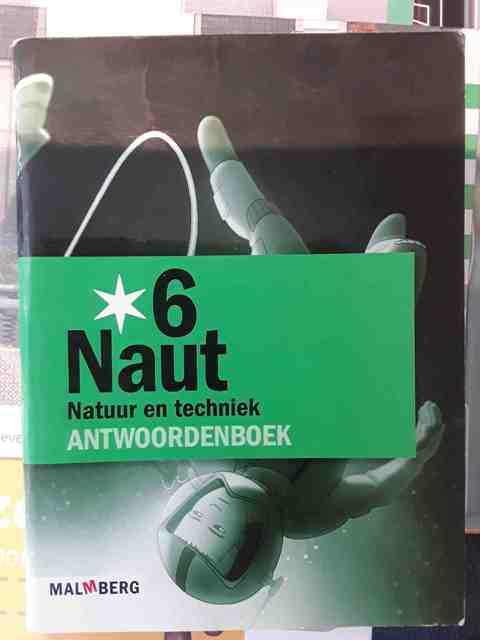 *6
Naut
Natuur en techniek
ANTWOORDENBOEK
MALMBERG